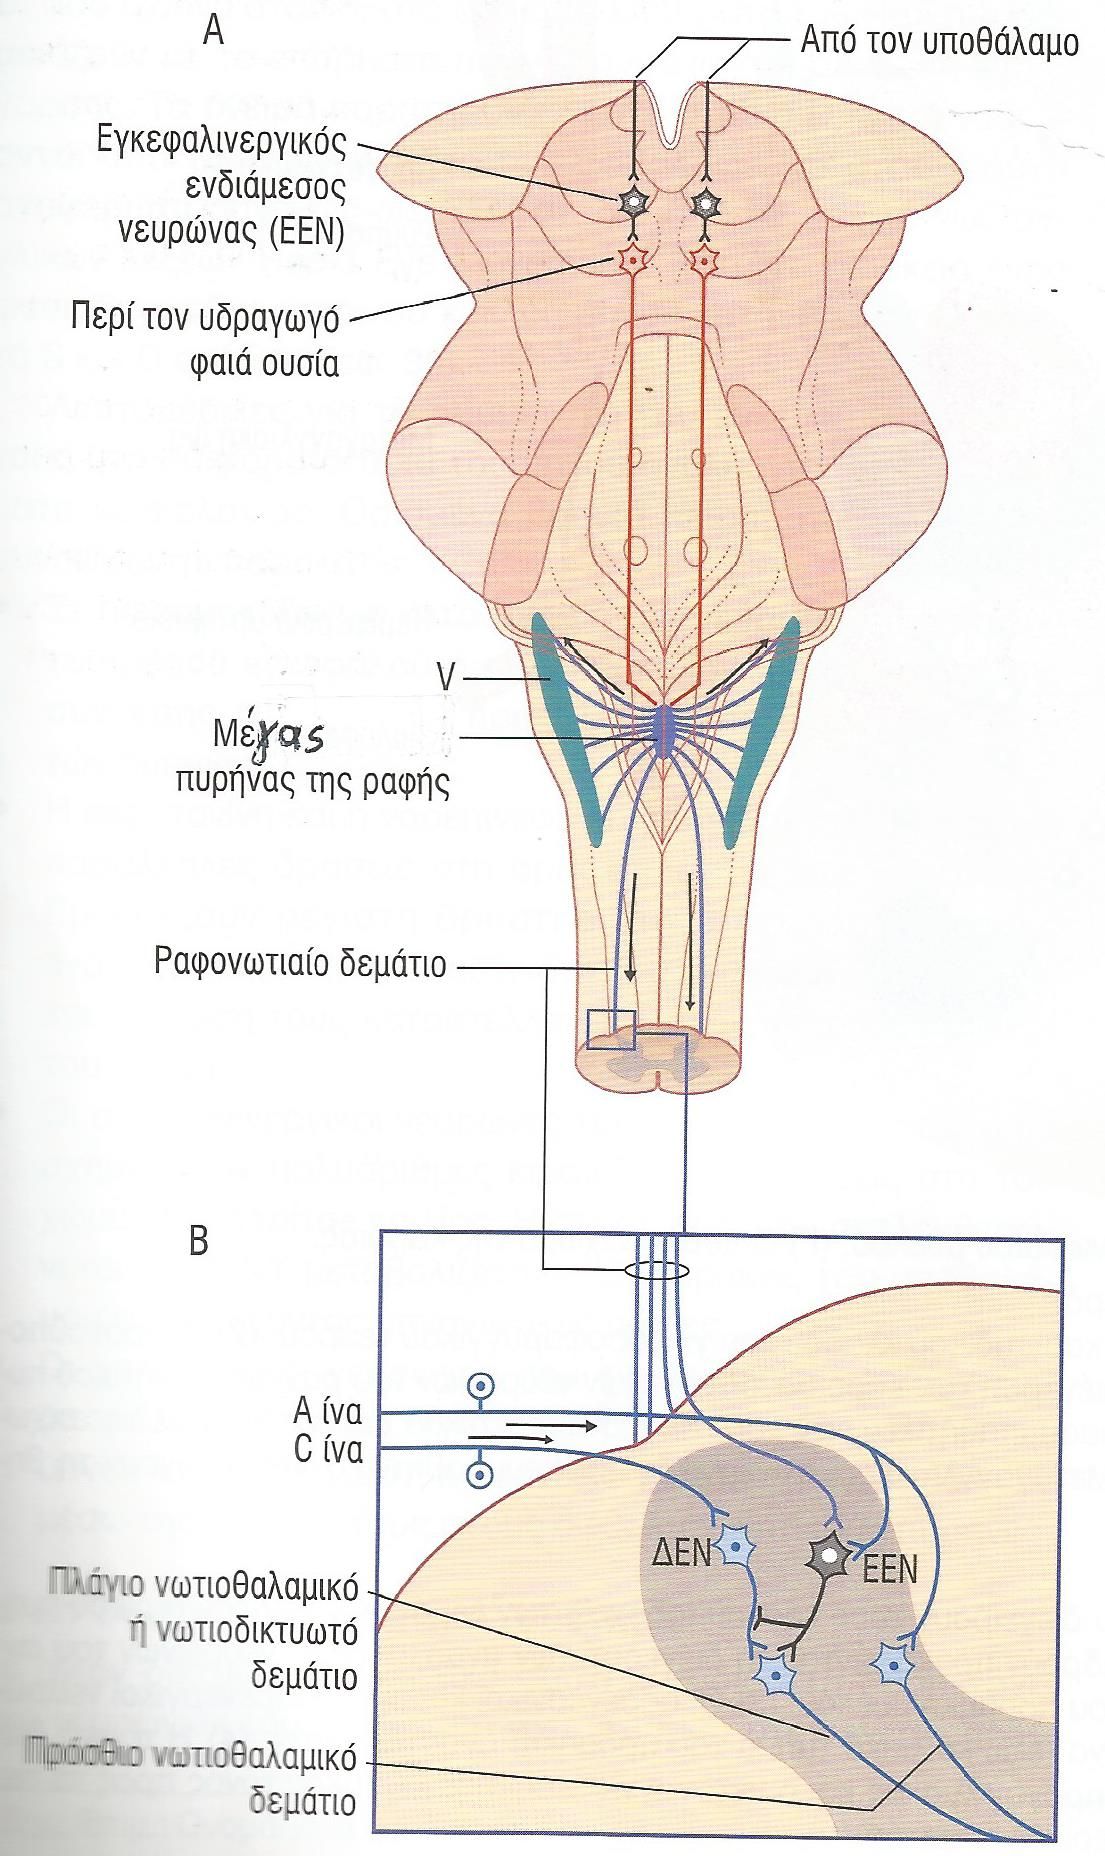 A
Από τον υποθάλαμο
Εγκεφαλινεργικός
ενδιάμεσος
νευρώνας (ΕΕΝ)
Περί τον υδραγωγό
φαιά ουσία
V
Μέγας
πυρήνας της ραφής
Ραφονωτιαίο δεμάτιο
B
A ίνα
C ίνα
ΔΕΝ
ΕΕΝ
Πλάγιο νωτιοθαλαμικό
ή νωτιοδικτυωτό
δεμάτιο
Πρόσθιο νωτιοθαλαμικό
δεμάτιο